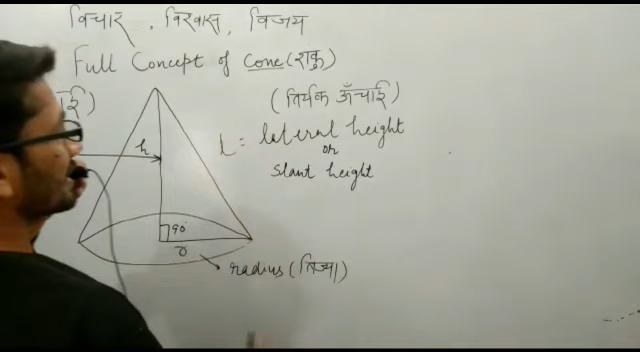 विचार, विश्वास, विजय
Full Concept of Cone (शंकु)
(तिर्यक ऊँचाई)
h
l = lateral height
or
slant height
90°
r
radius (त्रिज्या)